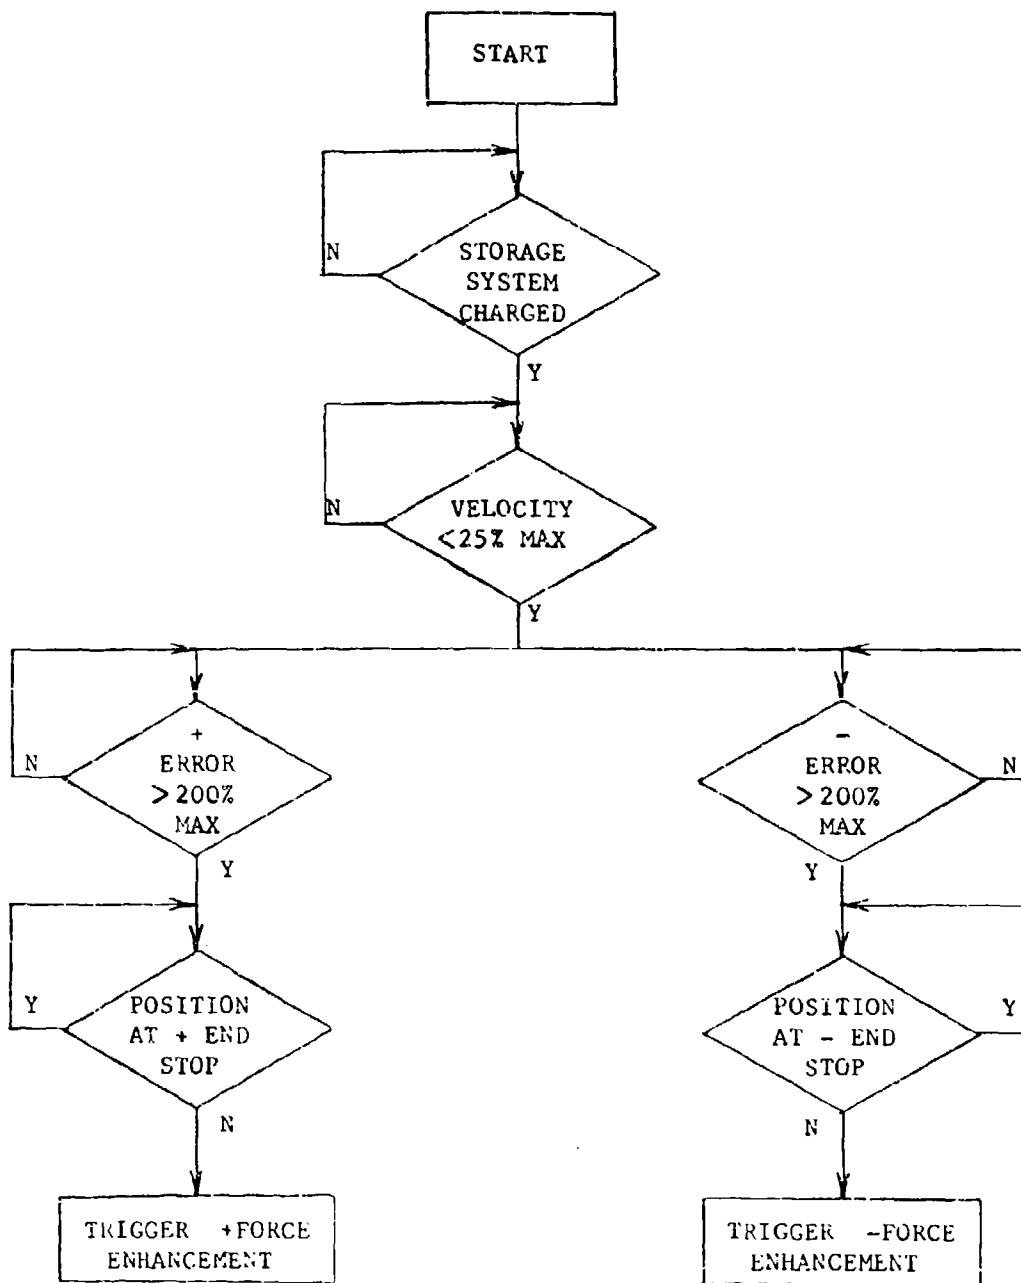 START
N
STORAGE
SYSTEM
CHARGED
Y
N
VELOCITY
<25% MAX
Y
+
ERROR
>200%
MAX
N
Y
-
ERROR
>200%
MAX
N
Y
Y
POSITION
AT + END
STOP
N
POSITION
AT - END
STOP
Y
N
TRIGGER +FORCE
ENHANCEMENT
TRIGGER -FORCE
ENHANCEMENT